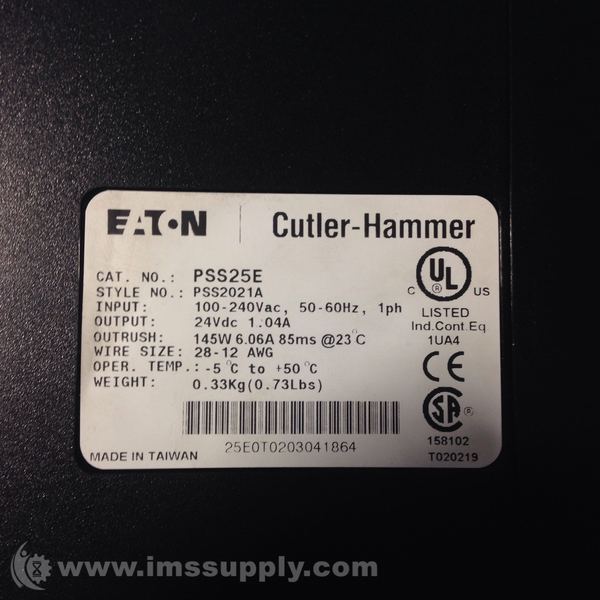 EATON | Cutler-Hammer
CAT. NO.: PSS25E
STYLE NO.: PSS2021A
INPUT: 100-240Vac, 50-60Hz, 1ph
OUTPUT: 24Vdc 1.04A
OUTRUSH: 145W 6.06A 85ms @23°C
WIRE SIZE: 28-12 AWG
OPER. TEMP.: -5°C to +50°C
WEIGHT: 0.33Kg(0.73Lbs)
C UL® US
LISTED
Ind.Cont.Eq.
1UA4
CE
SA®
158102
T020219
25E0T0203041864
MADE IN TAIWAN
www.imssupply.com